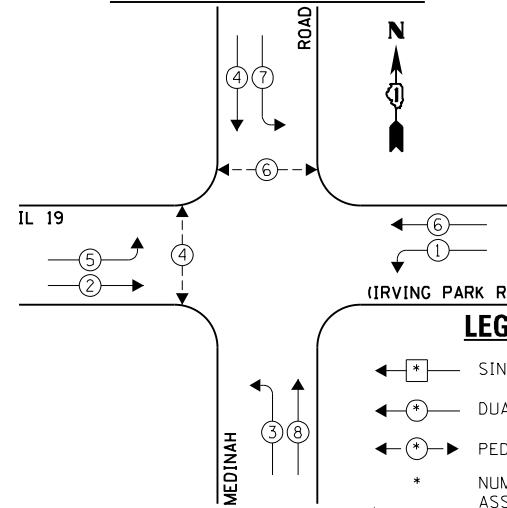 ROAD
N
4
7
6
IL 19
6
1
5
4
2
(IRVING PARK R
LEG
* SIN
3
8
* DUA
* PED
MEDINAH
* NUM
ASS